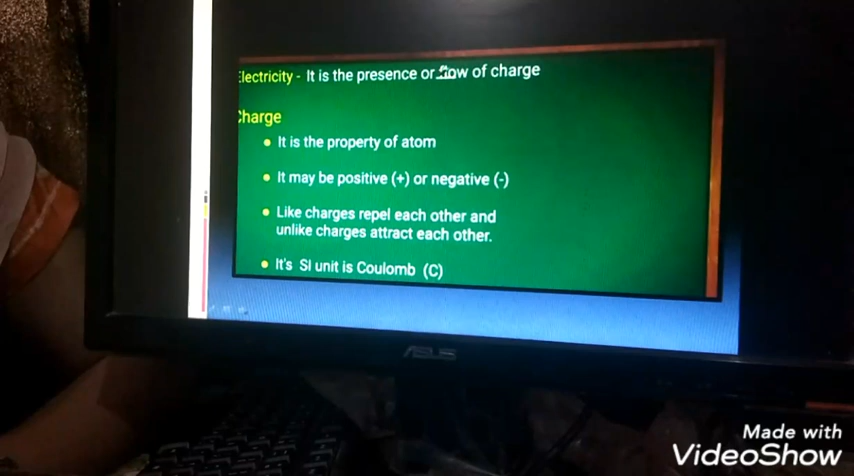 Electricity - It is the presence or flow of charge
Charge
It is the property of atom
It may be positive (+) or negative (-)
Like charges repel each other and
unlike charges attract each other.
It's SI unit is Coulomb (C)
ASUS
Made with
VideoShow